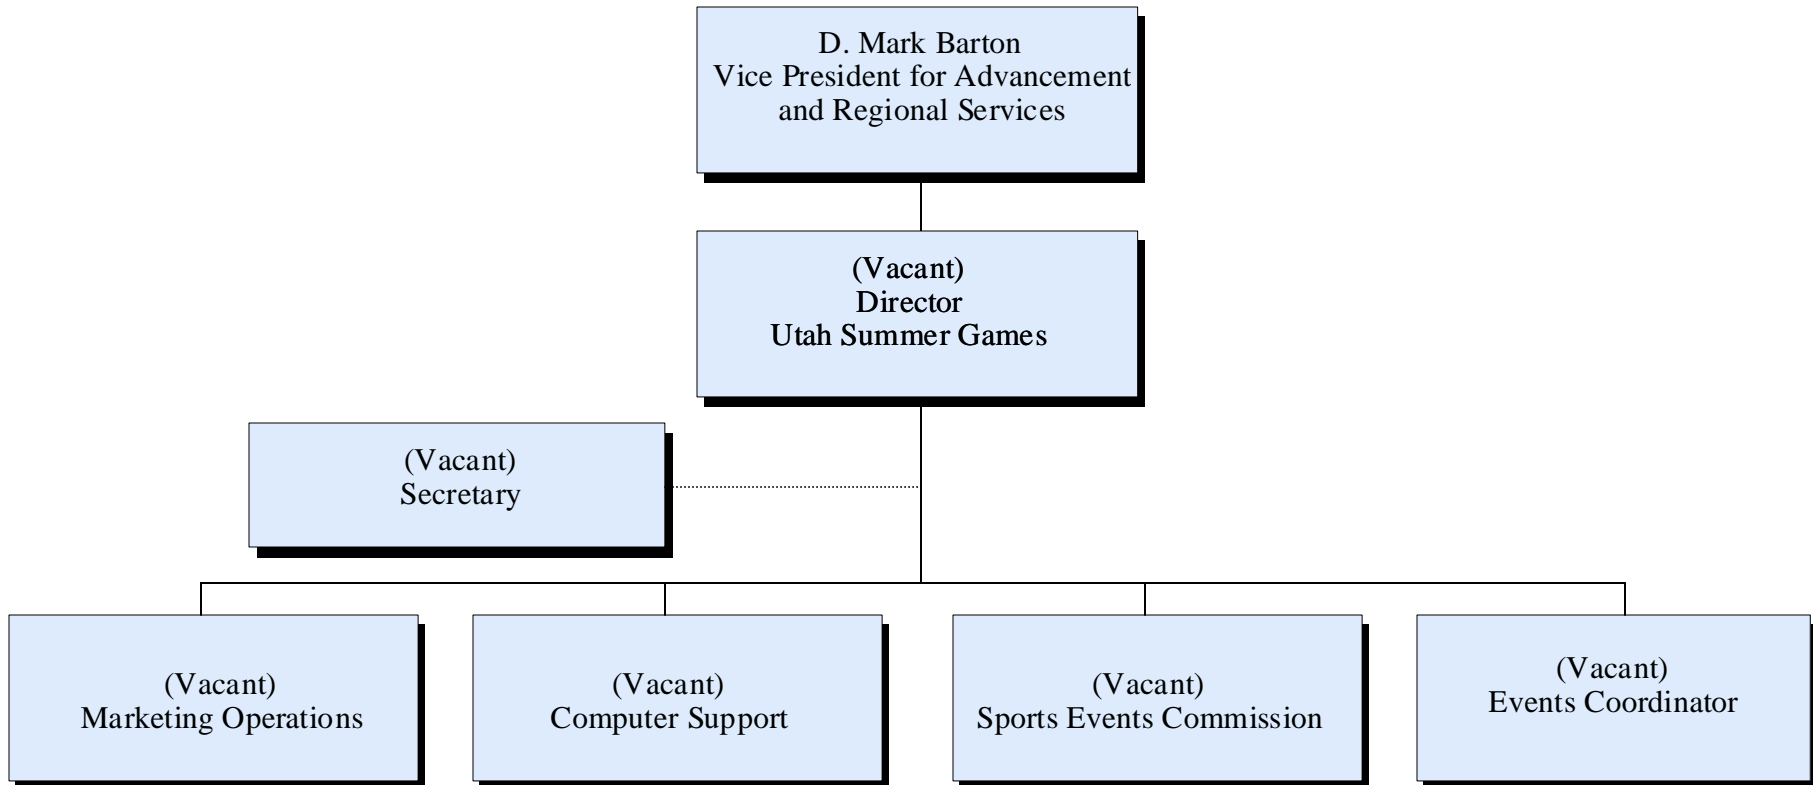 D. Mark Barton
Vice President for Advancement
and Regional Services
(Vacant)
Director
Utah Summer Games
(Vacant)
Secretary
(Vacant)
Marketing Operations
(Vacant)
Computer Support
(Vacant)
Sports Events Commission
(Vacant)
Events Coordinator